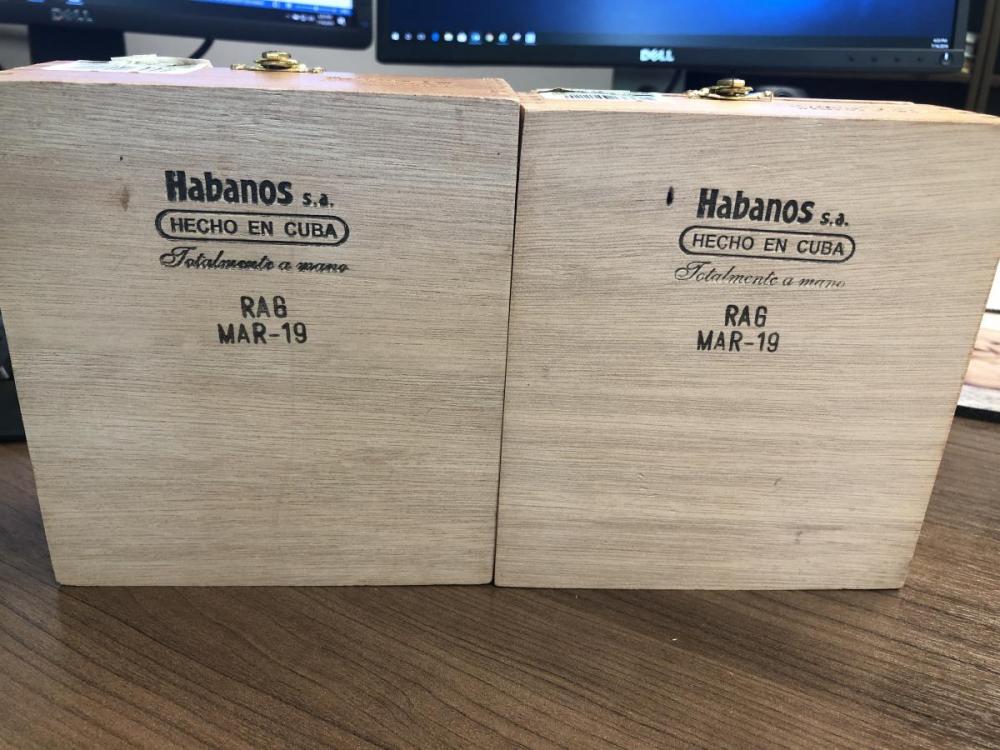 DELL
DELL
Habanos s.a.
HECHO EN CUBA
Totalmente a mano
RAG
MAR-19
Habanos s.a.
HECHO EN CUBA
Totalmente a mano
RAG
MAR-19